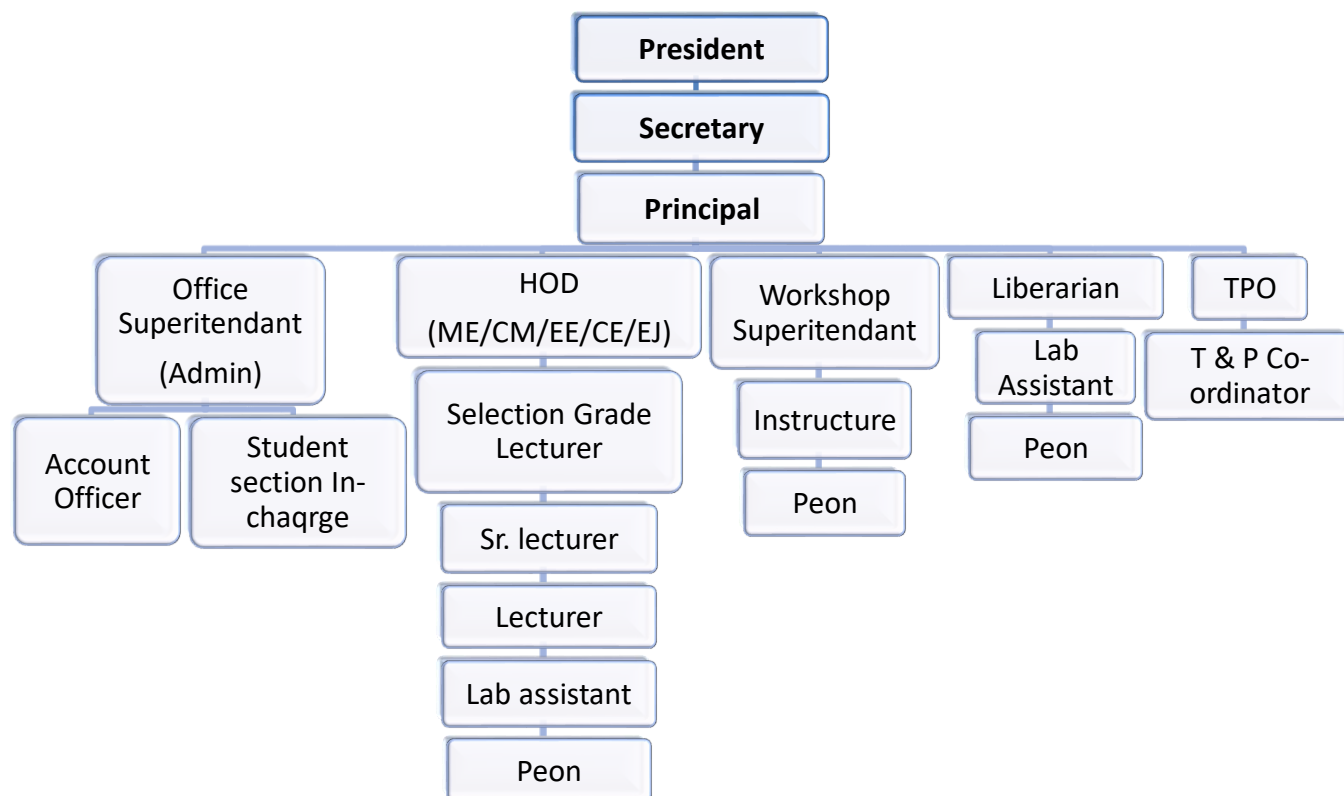 President
Secretary
Principal
Office
Superitendant
(Admin)
Account
Officer
Student
section In-
chaqrge
HOD
(ME/CM/EE/CE/EJ)
Selection Grade
Lecturer
Sr. lecturer
Lecturer
Lab assistant
Peon
Workshop
Superitendant
Instructure
Peon
Liberarian
Lab
Assistant
Peon
TPO
T & P Co-
ordinator